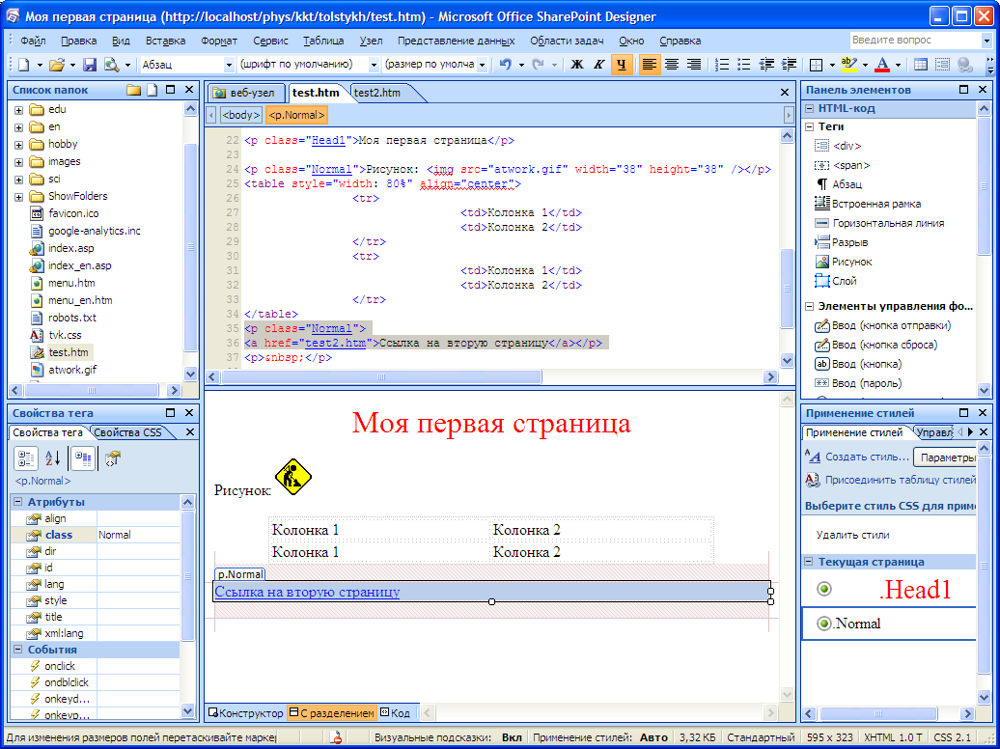 Моя первая страница (http://localhost/phys/kkt/tolstykh/test.htm) - Microsoft Office SharePoint Designer
Файл Правка Вид Вставка Формат Сервис Таблица Узел Представление данных Области задач Окно Справка
Введите вопрос
Абзац (шрифт по умолчанию) (размер по умолча Ж К Ч
Список папок
edu
en
hobby
images
sci
ShowFolders
favicon.ico
google-analytics.inc
index.asp
index_en.asp
menu.htm
menu_en.htm
robots.txt
tvk.css
test.htm
atwork.gif
Свойства тега
Свойства тега Свойства CSS
<p.Normal>
Атрибуты
align
class Normal
dir
id
lang
style
title
xml:lang
События
onclick
ondblclick
onkeyd...
onkeyp...
веб-узел test.htm test2.htm
<body> <p.Normal>
22 <p class="Head1">Моя первая страница</p>
23
24 <p class="Normal">Рисунок: <img src="atwork.gif" width="38" height="38" /></p>
25 <table style="width: 80%" align="center">
26 <tr>
27 <td>Колонка 1</td>
28 <td>Колонка 2</td>
29 </tr>
30 <tr>
31 <td>Колонка 1</td>
32 <td>Колонка 2</td>
33 </tr>
34 </table>
35 <p class="Normal">
36 <a href="test2.htm">Ссылка на вторую страницу</a></p>
37 <p>&nbsp;</p>
Моя первая страница
Рисунок:
Колонка 1 Колонка 2
Колонка 1 Колонка 2
p.Normal
Ссылка на вторую страницу
Конструктор С разделением Код
Панель элементов
HTML-код
Теги
<div>
<span>
Абзац
Встроенная рамка
Горизонтальная линия
Разрыв
Рисунок
Слой
Элементы управления фо...
Ввод (кнопка отправки)
Ввод (кнопка сброса)
Ввод (кнопка)
Ввод (пароль)
Применение стилей
Применение стилей Управл
Создать стиль... Параметры
Присоединить таблицу стилей
Выберите стиль CSS для прим
Удалить стили
Текущая страница
.Head1
.Normal
Для изменения размеров полей перетаскивайте марке Визуальные подсказки: Вкл Применение стилей: Авто 3,32 КБ Стандартный 595 x 323 XHTML 1.0 T CSS 2.1